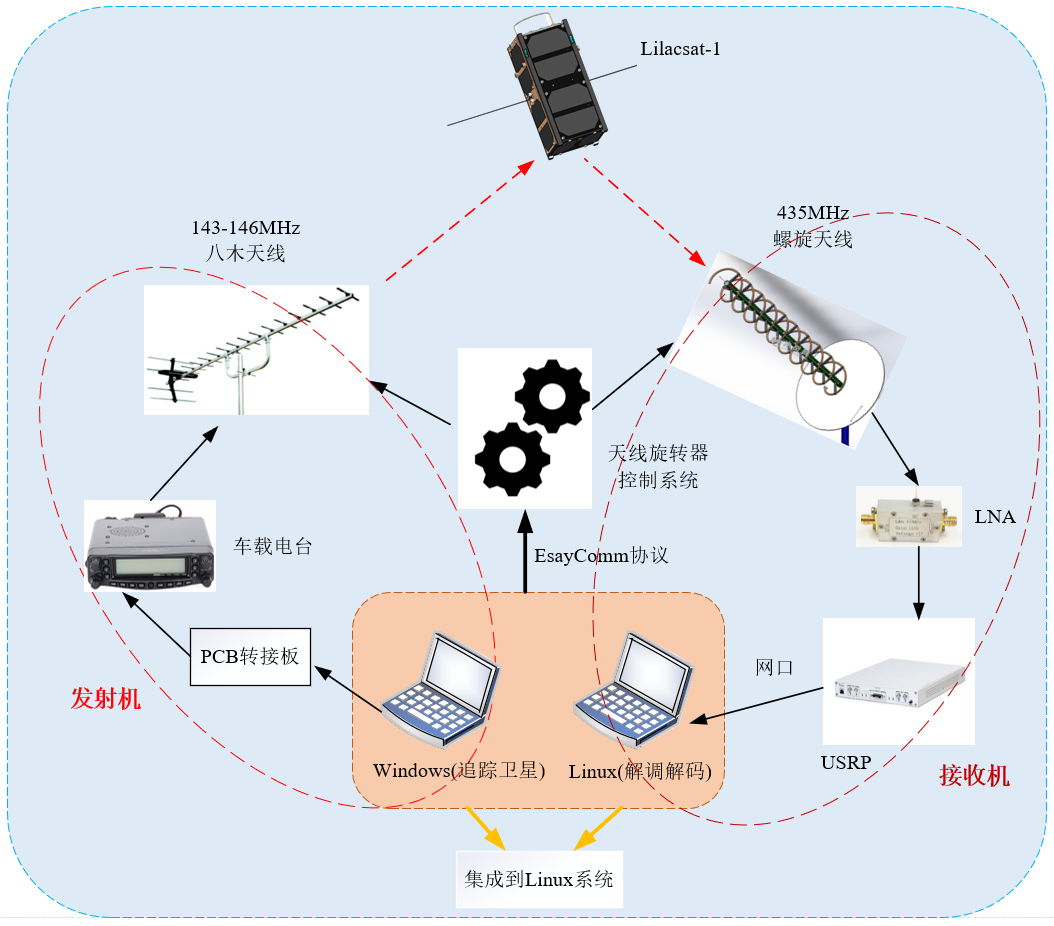 Lilacsat-1
143-146MHz
八木天线
435MHz
螺旋天线
天线旋转器
控制系统
LNA
车载电台
EsayComm协议
PCB转接板
网口
发射机
USRP
接收机
Windows(追踪卫星)
Linux(解调解码)
集成到Linux系统